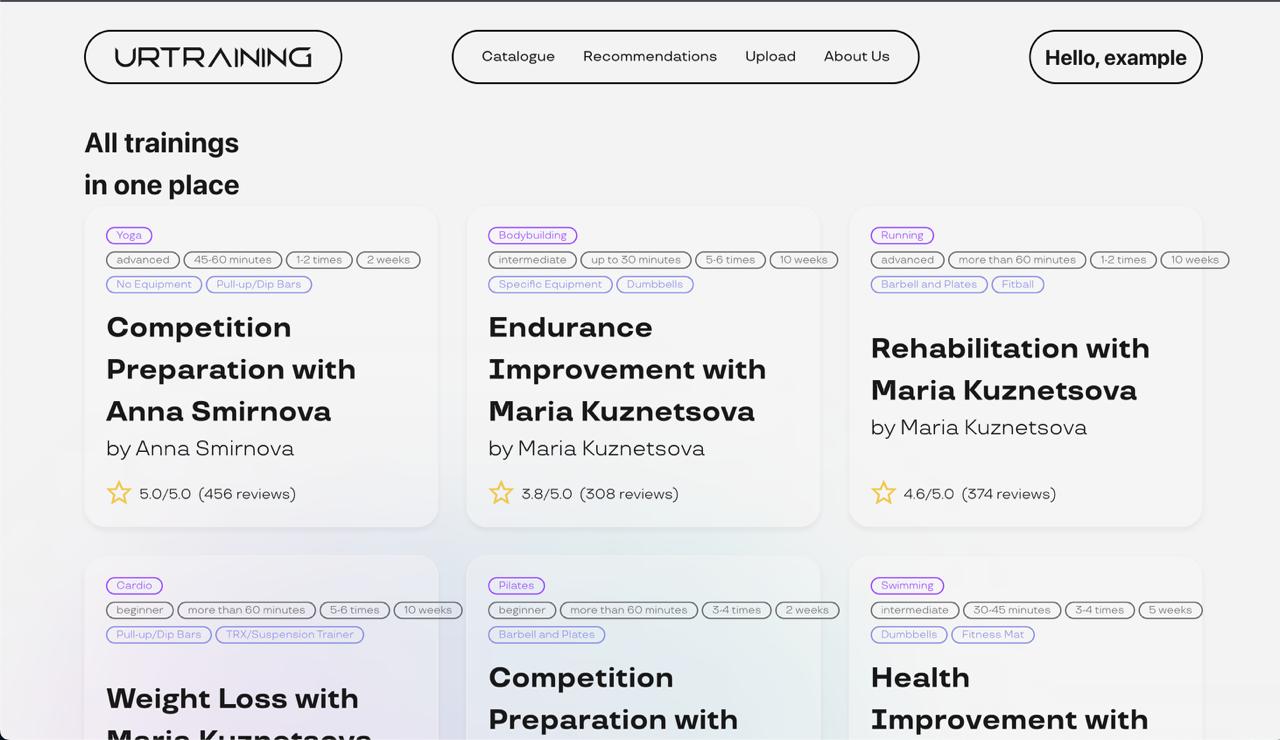 URTRAINING
Catalogue Recommendations Upload About Us
Hello, example
All trainings
in one place
Yoga
advanced 45-60 minutes 1-2 times 2 weeks
No Equipment Pull-up/Dip Bars
Competition
Preparation with
Anna Smirnova
by Anna Smirnova
5.0/5.0 (456 reviews)
Bodybuilding
intermediate up to 30 minutes 5-6 times 10 weeks
Specific Equipment Dumbbells
Endurance
Improvement with
Maria Kuznetsova
by Maria Kuznetsova
3.8/5.0 (308 reviews)
Running
advanced more than 60 minutes 1-2 times 10 weeks
Barbell and Plates Fitball
Rehabilitation with
Maria Kuznetsova
by Maria Kuznetsova
4.6/5.0 (374 reviews)
Cardio
beginner more than 60 minutes 5-6 times 10 weeks
Pull-up/Dip Bars TRX/Suspension Trainer
Weight Loss with
Maria Kuznetsova
Pilates
beginner more than 60 minutes 3-4 times 2 weeks
Barbell and Plates
Competition
Preparation with
Swimming
intermediate 30-45 minutes 3-4 times 5 weeks
Dumbbells Fitness Mat
Health
Improvement with